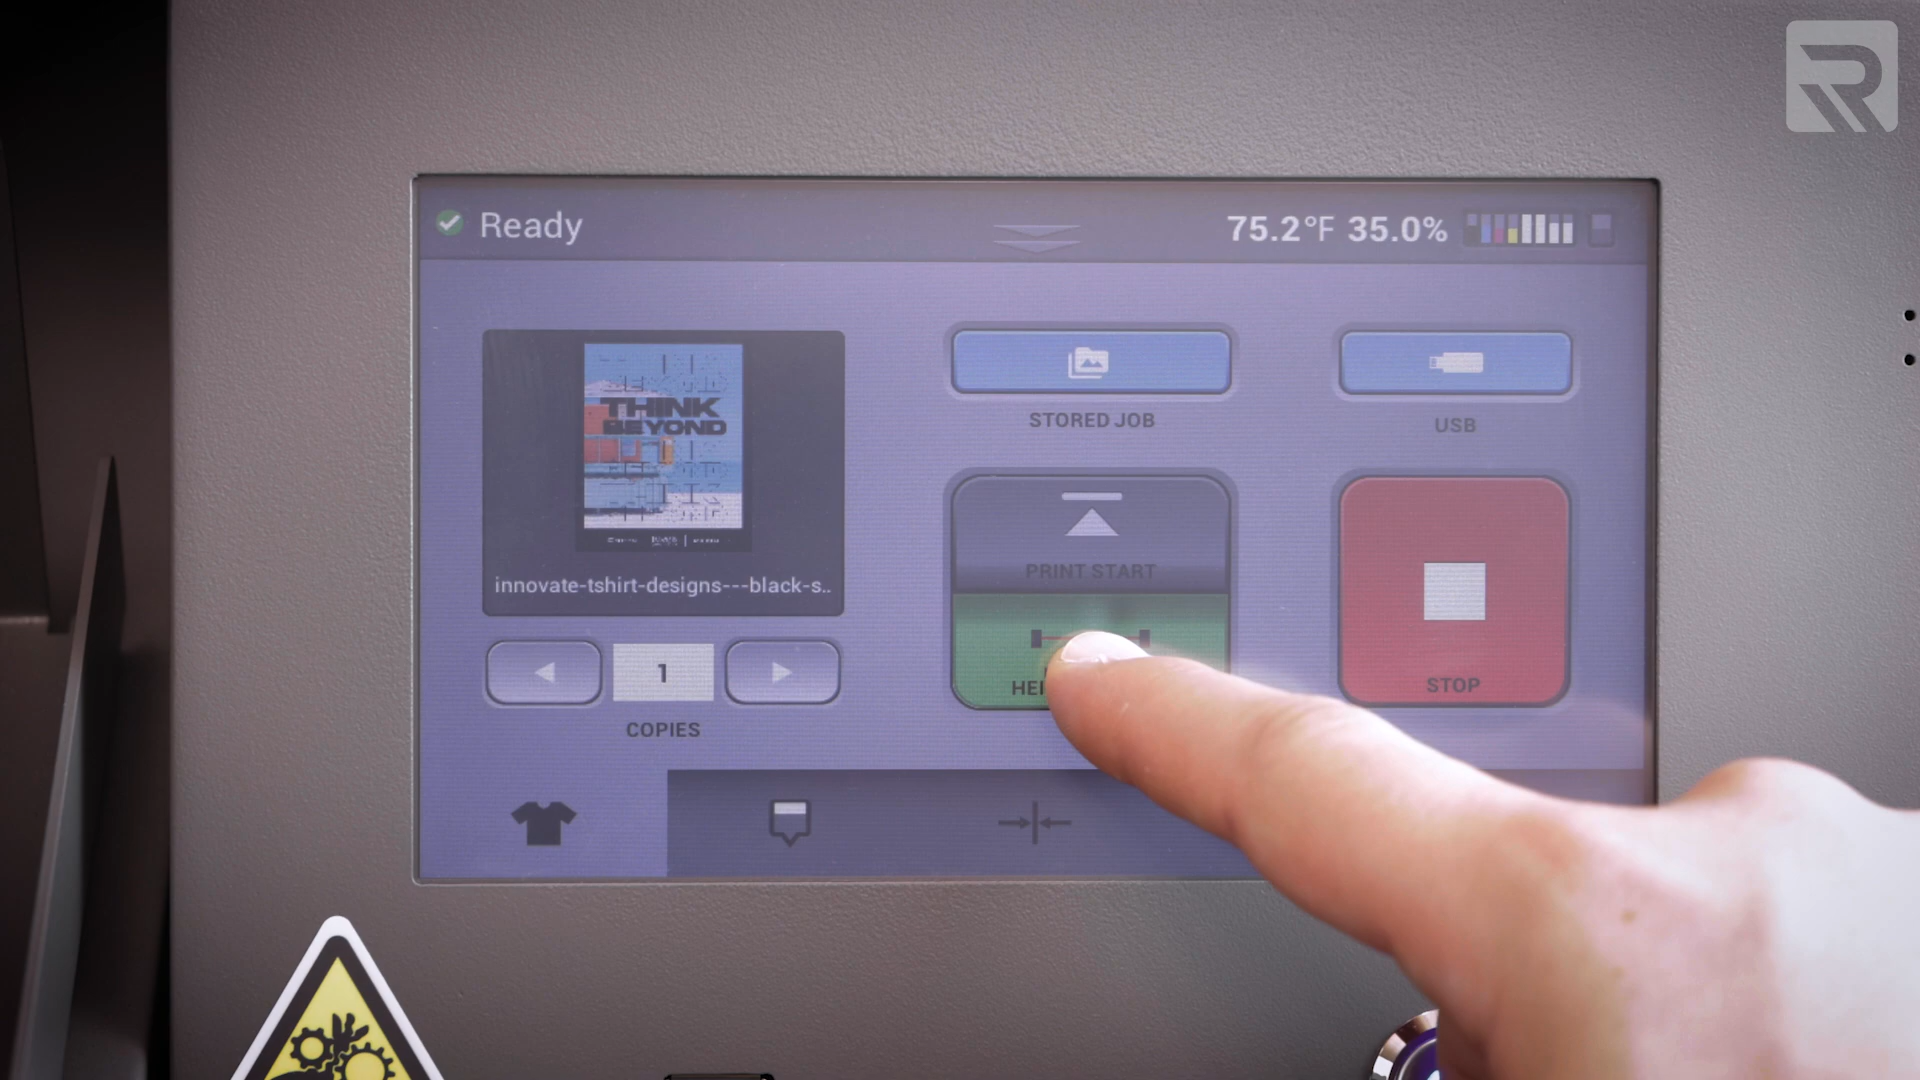 Ready
75.2°F 35.0%
THINK
BEYOND
innovate-tshirt-designs---black-s..
STORED JOB
USB
PRINT START
HEI
STOP
1
COPIES